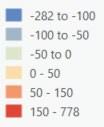 -282 to -100
-100 to -50
-50 to 0
0 - 50
50 - 150
150 - 778